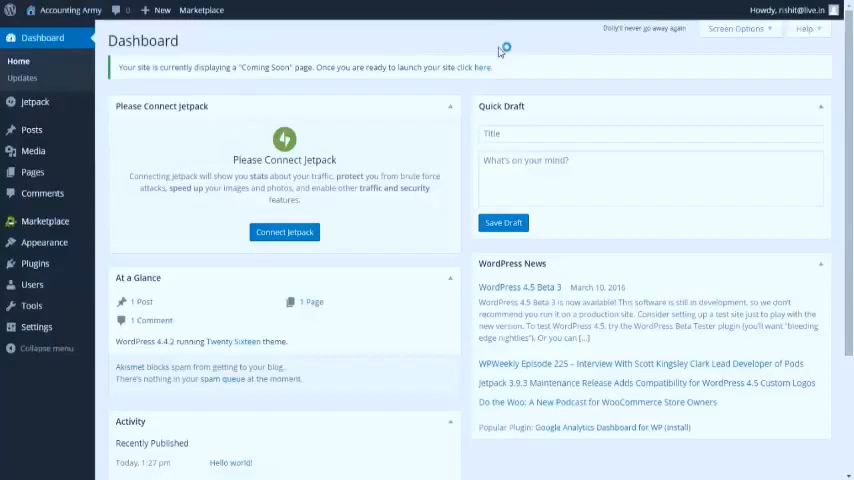 Accounting Army 0 New Marketplace Howdy, rishit@live.in
Dolly'll never go away again Screen Options Help
Dashboard
Home
Updates
Jetpack
Posts
Media
Pages
Comments
Marketplace
Appearance
Plugins
Users
Tools
Settings
Collapse menu
Dashboard
Your site is currently displaying a "Coming Soon" page. Once you are ready to launch your site click here.
Please Connect Jetpack
Please Connect Jetpack
Connecting Jetpack will show you stats about your traffic, protect you from brute force
attacks, speed up your images and photos, and enable other traffic and security
features.
Connect Jetpack
At a Glance
1 Post 1 Page
1 Comment
WordPress 4.4.2 running Twenty Sixteen theme.
Akismet blocks spam from getting to your blog.
There's nothing in your spam queue at the moment.
Activity
Recently Published
Today, 1:27 pm Hello world!
Quick Draft
Title
What's on your mind?
Save Draft
WordPress News
WordPress 4.5 Beta 3 March 10, 2016
WordPress 4.5 Beta 3 is now available! This software is still in development, so we don't
recommend you run it on a production site. Consider setting up a test site just to play with the
new version. To test WordPress 4.5, try the WordPress Beta Tester plugin (you'll want "bleeding
edge nightlies"). Or you can […]
WPWeekly Episode 225 – Interview With Scott Kingsley Clark Lead Developer of Pods
Jetpack 3.9.3 Maintenance Release Adds Compatibility for WordPress 4.5 Custom Logos
Do the Woo: A New Podcast for WooCommerce Store Owners
Popular Plugin: Google Analytics Dashboard for WP (Install)